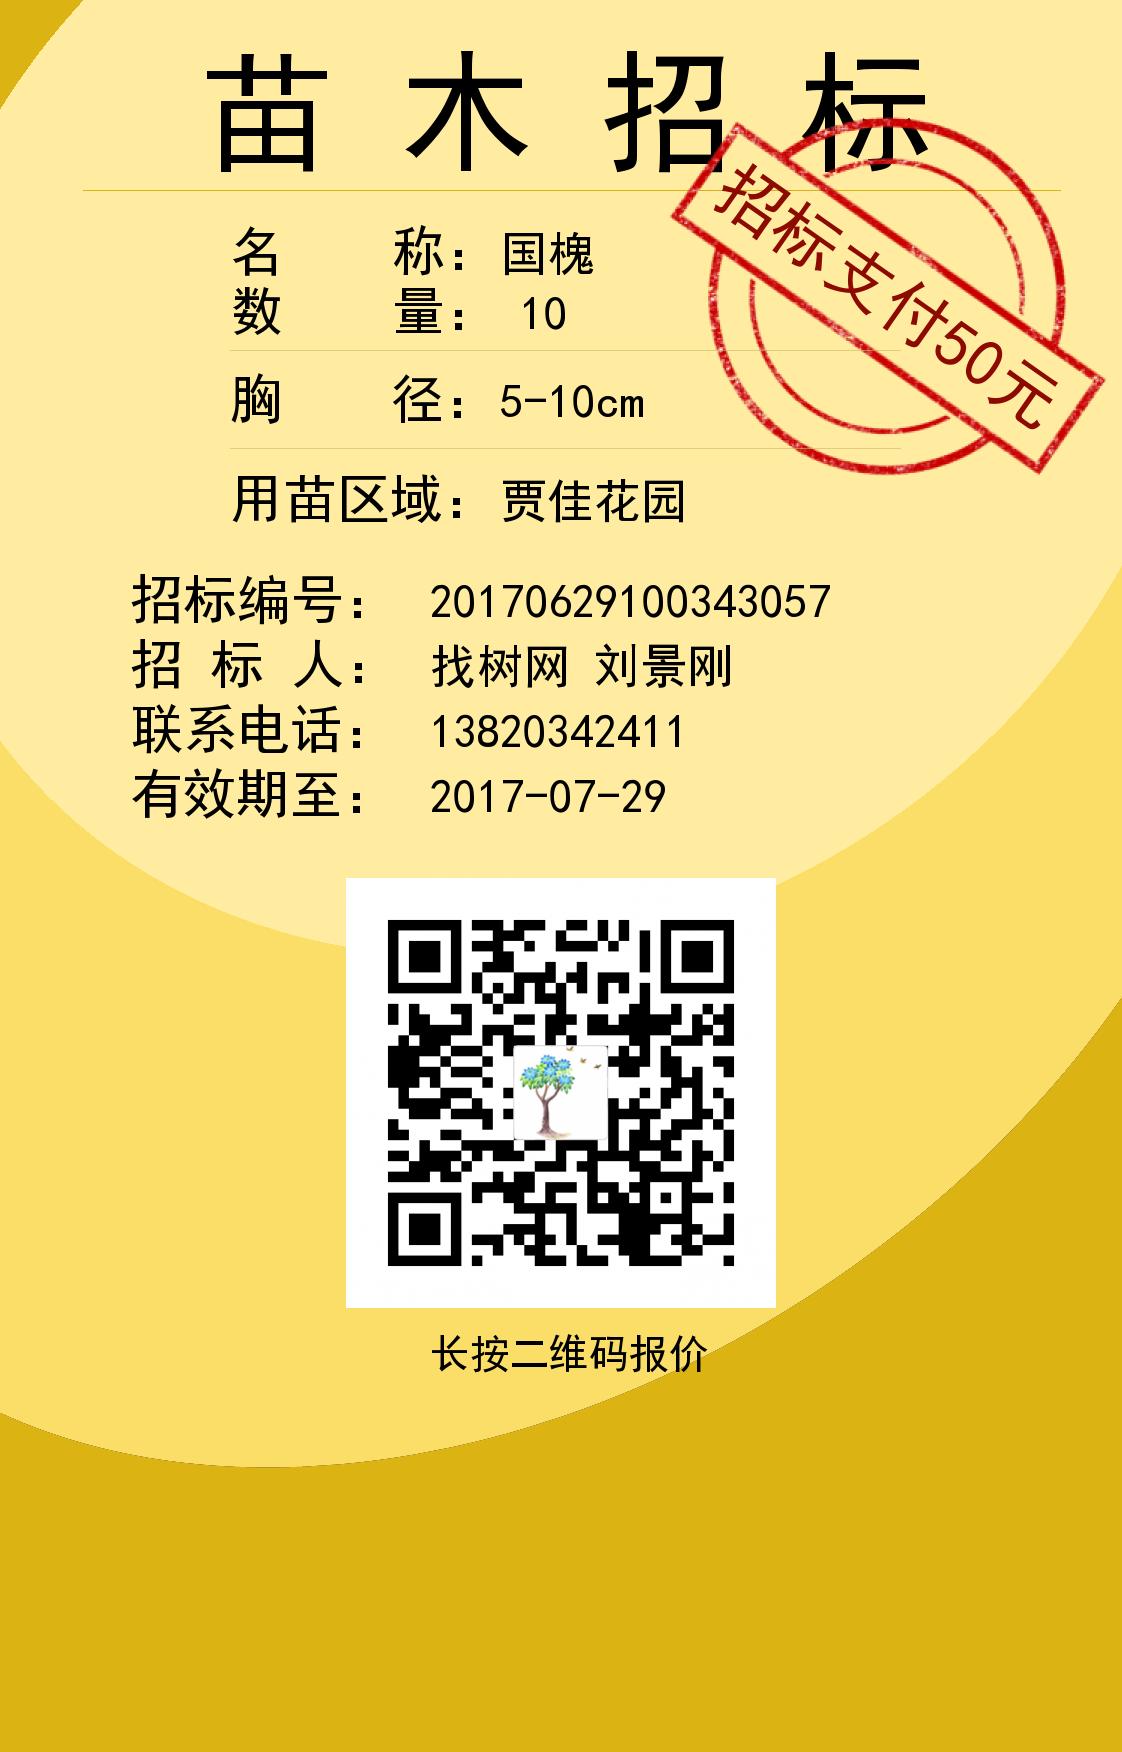 苗木招标
招标支付50元
名称：国槐
数量：10
胸径：5-10cm
用苗区域：贾佳花园
招标编号：20170629100343057
招标人：找树网 刘景刚
联系电话：13820342411
有效期至：2017-07-29
长按二维码报价